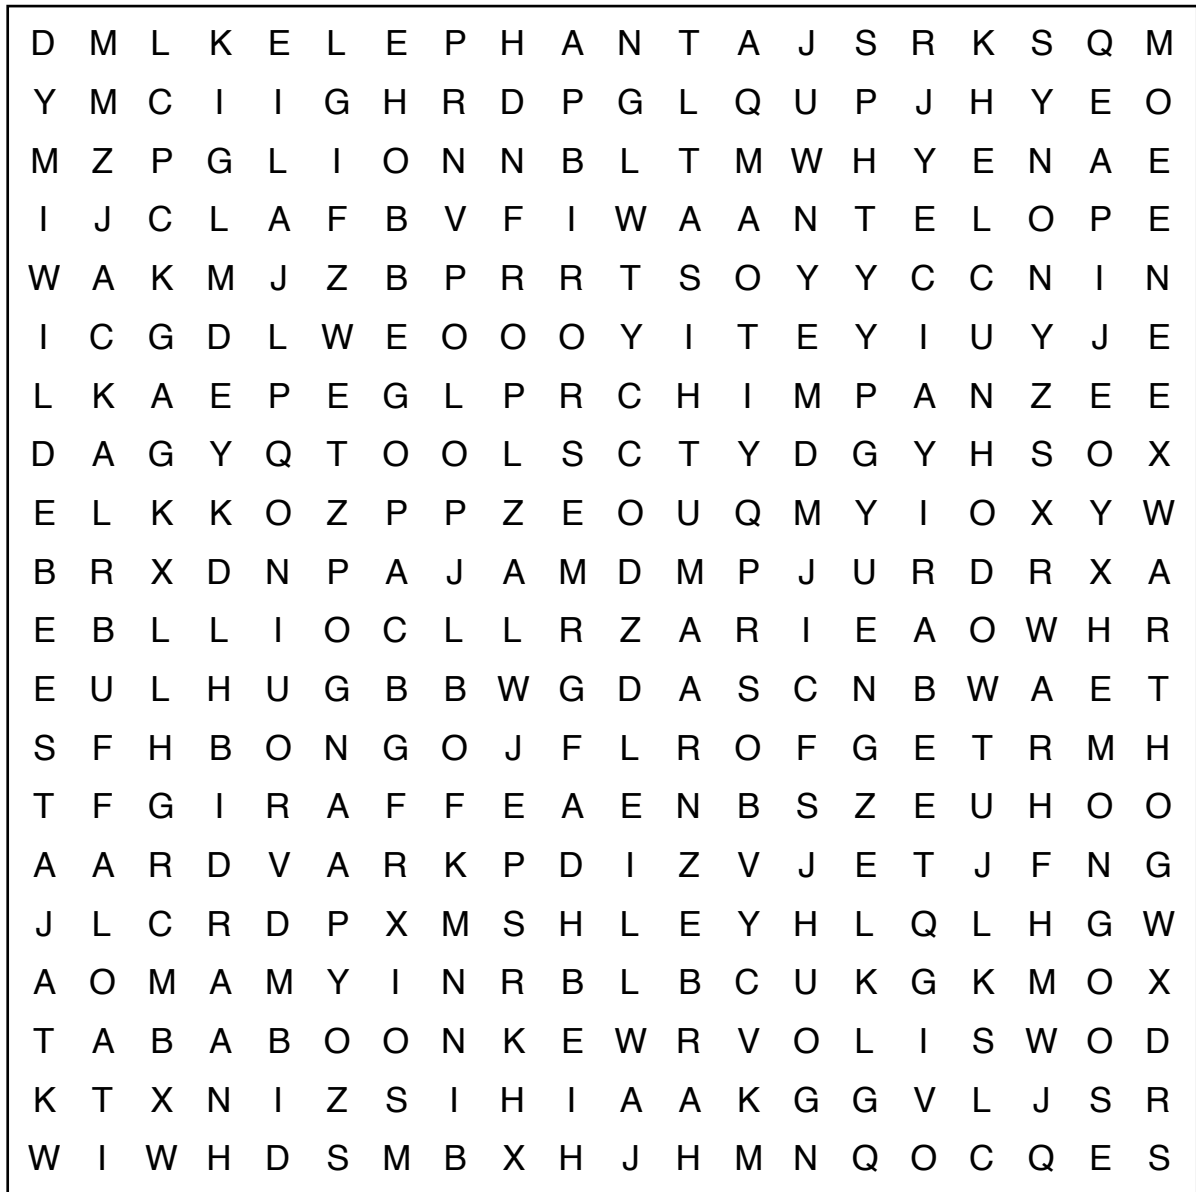 D M L K E L E P H A N T A J S R K S Q M
Y M C I I G H R D P G L Q U P J H Y E O
M Z P G L I O N N B L T M W H Y E N A E
I J C L A F B V F I W A A N T E L O P E
W A K M J Z B P R R T S O Y Y C C N I N
I C G D L W E O O O Y I T E Y I U Y J E
L K A E P E G L P R C H I M P A N Z E E
D A G Y Q T O O L S C T Y D G Y H S O X
E L K K O Z P P Z E O U Q M Y I O X Y W
B R X D N P A J A M D M P J U R D R X A
E B L L I O C L L R Z A R I E A O W H R
E U L H U G B B W G D A S C N B W A E T
S F H B O N G O J F L R O F G E T R M H
T F G I R A F F E A E N B S Z E U H O O
A A R D V A R K P D I Z V J E T J F N G
J L C R D P X M S H L E Y H L Q L H G W
A O M A M Y I N R B L B C U K G K M O X
T A B A B O O N K E W R V O L I S W O D
K T X N I Z S I H I A A K G G V L J S R
W I W H D S M B X H J H M N Q O C Q E S